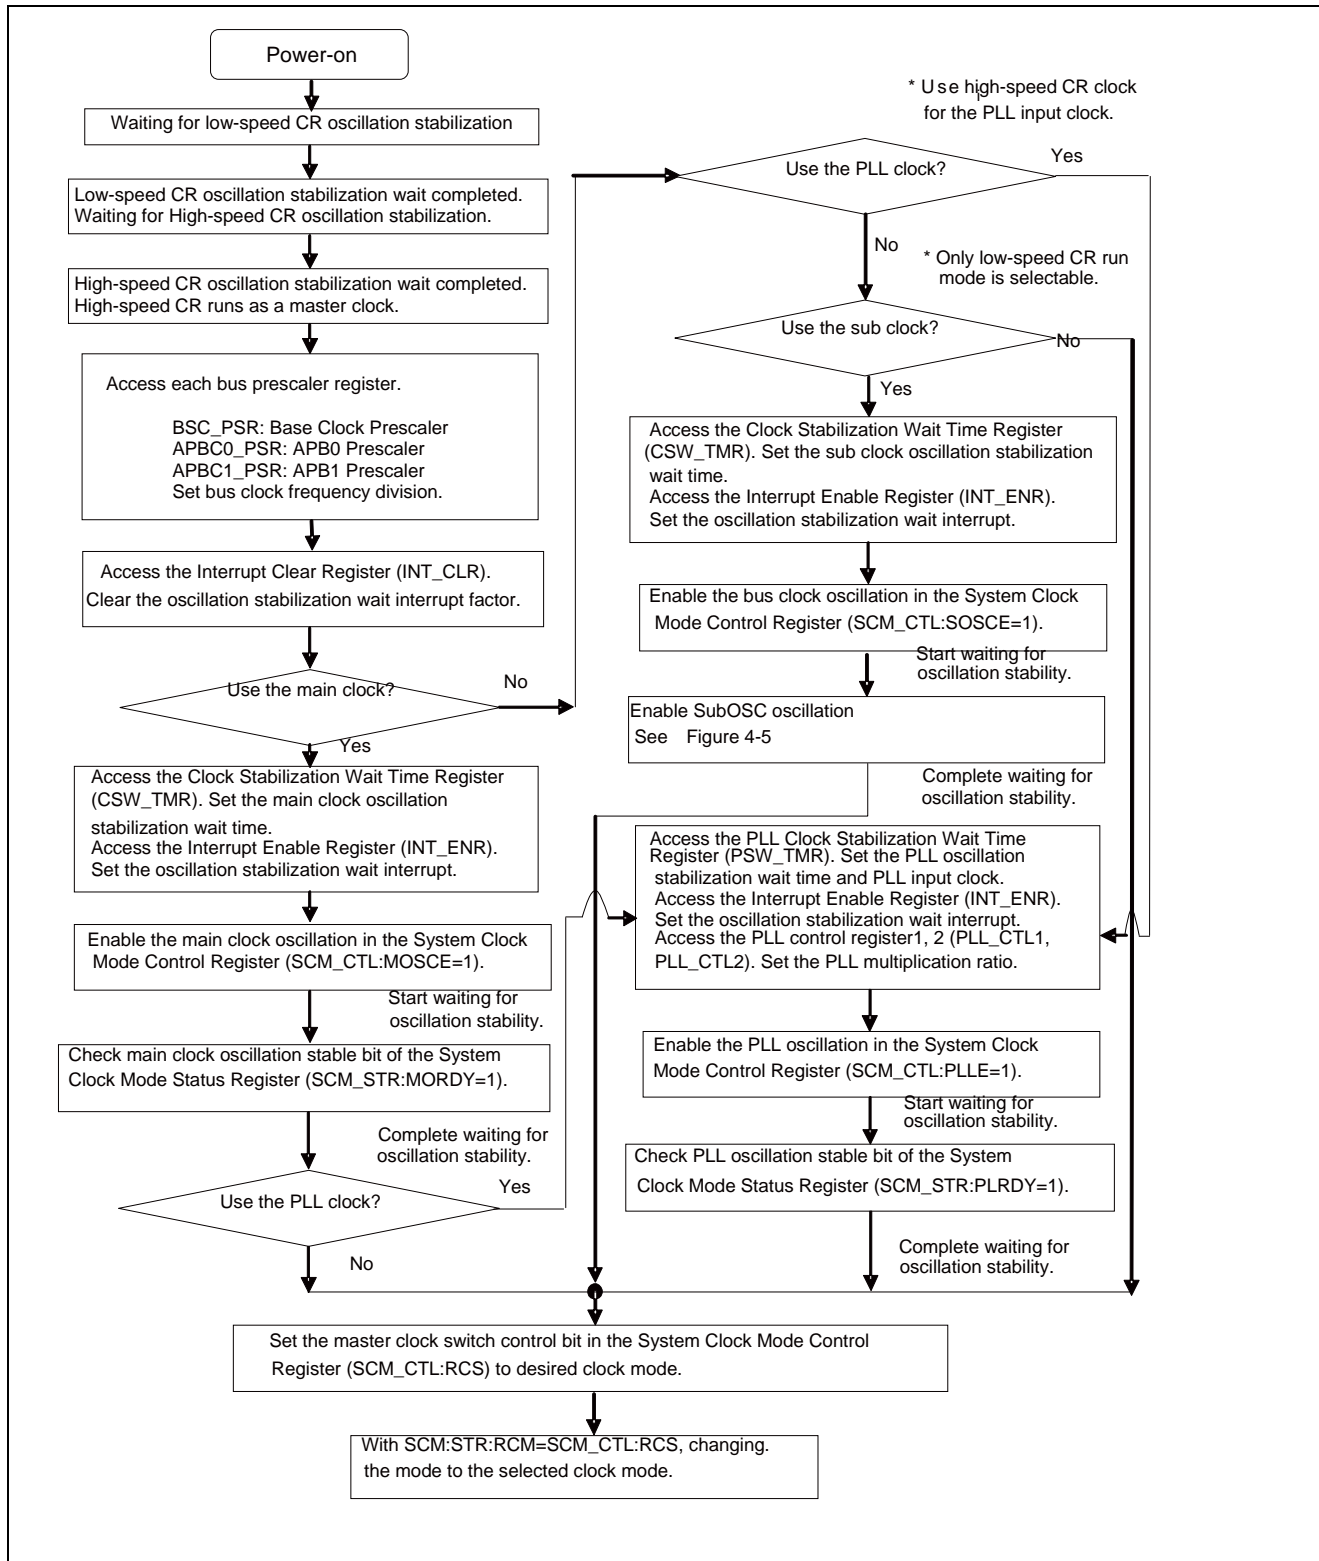 Power-on
Waiting for low-speed CR oscillation stabilization
Low-speed CR oscillation stabilization wait completed.
Waiting for High-speed CR oscillation stabilization.
High-speed CR oscillation stabilization wait completed.
High-speed CR runs as a master clock.
Access each bus prescaler register.
BSC_PSR: Base Clock Prescaler
APBC0_PSR: APB0 Prescaler
APBC1_PSR: APB1 Prescaler
Set bus clock frequency division.
Access the Interrupt Clear Register (INT_CLR).
Clear the oscillation stabilization wait interrupt factor.
Use the main clock?
No
Yes
Access the Clock Stabilization Wait Time Register
(CSW_TMR). Set the main clock oscillation
stabilization wait time.
Access the Interrupt Enable Register (INT_ENR).
Set the oscillation stabilization wait interrupt.
Enable the main clock oscillation in the System Clock
Mode Control Register (SCM_CTL:MOSCE=1).
Start waiting for
oscillation stability.
Check main clock oscillation stable bit of the System
Clock Mode Status Register (SCM_STR:MORDY=1).
Complete waiting for
oscillation stability.
Use the PLL clock?
Yes
No
* Use high-speed CR clock
for the PLL input clock.
Use the PLL clock?
Yes
No
* Only low-speed CR run
mode is selectable.
Use the sub clock?
No
Yes
Access the Clock Stabilization Wait Time Register
(CSW_TMR). Set the sub clock oscillation stabilization
wait time.
Access the Interrupt Enable Register (INT_ENR).
Set the oscillation stabilization wait interrupt.
Enable the bus clock oscillation in the System Clock
Mode Control Register (SCM_CTL:SOSCE=1).
Start waiting for
oscillation stability.
Enable SubOSC oscillation
See Figure 4-5
Complete waiting for
oscillation stability.
Access the PLL Clock Stabilization Wait Time
Register (PSW_TMR). Set the PLL oscillation
stabilization wait time and PLL input clock.
Access the Interrupt Enable Register (INT_ENR).
Set the oscillation stabilization wait interrupt.
Access the PLL control register1, 2 (PLL_CTL1,
PLL_CTL2). Set the PLL multiplication ratio.
Enable the PLL oscillation in the System Clock
Mode Control Register (SCM_CTL:PLLE=1).
Start waiting for
oscillation stability.
Check PLL oscillation stable bit of the System
Clock Mode Status Register (SCM_STR:PLRDY=1).
Complete waiting for
oscillation stability.
Set the master clock switch control bit in the System Clock Mode Control
Register (SCM_CTL:RCS) to desired clock mode.
With SCM:STR:RCM=SCM_CTL:RCS, changing.
the mode to the selected clock mode.